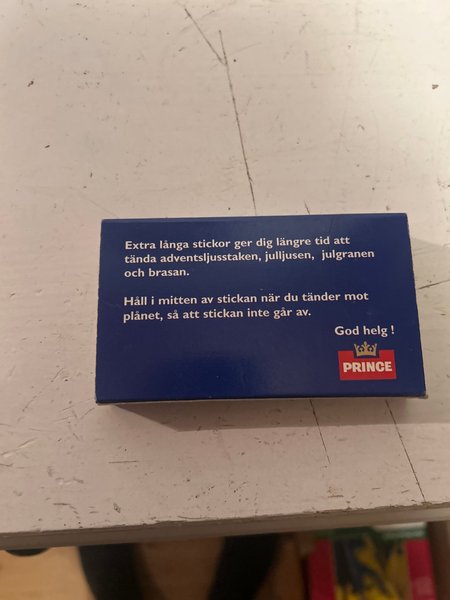 Extra långa stickor ger dig längre tid att
tända adventsljusstaken, julljusen, julgranen
och brasan.
Håll i mitten av stickan när du tänder mot
plånet, så att stickan inte går av.
God helg !
PRINCE